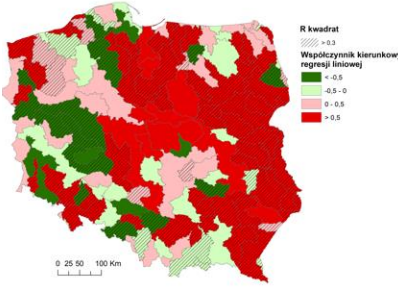 R kwadrat
> 0.3
Współczynnik kierunkowy
regresji liniowej
< -0,5
-0,5 - 0
0 - 0,5
> 0,5
0 25 50 100 Km